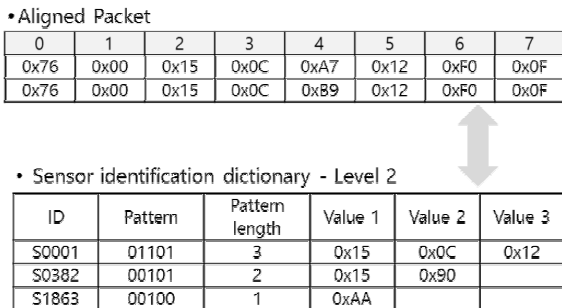 •Aligned Packet
0 1 2 3 4 5 6 7
0x76 0x00 0x15 0x0C 0xA7 0x12 0xF0 0x0F
0x76 0x00 0x15 0x0C 0xB9 0x12 0xF0 0x0F
• Sensor identification dictionary - Level 2
ID Pattern Pattern length Value 1 Value 2 Value 3
S0001 01101 3 0x15 0x0C 0x12
S0382 00101 2 0x15 0x90
S1863 00100 1 0xAA